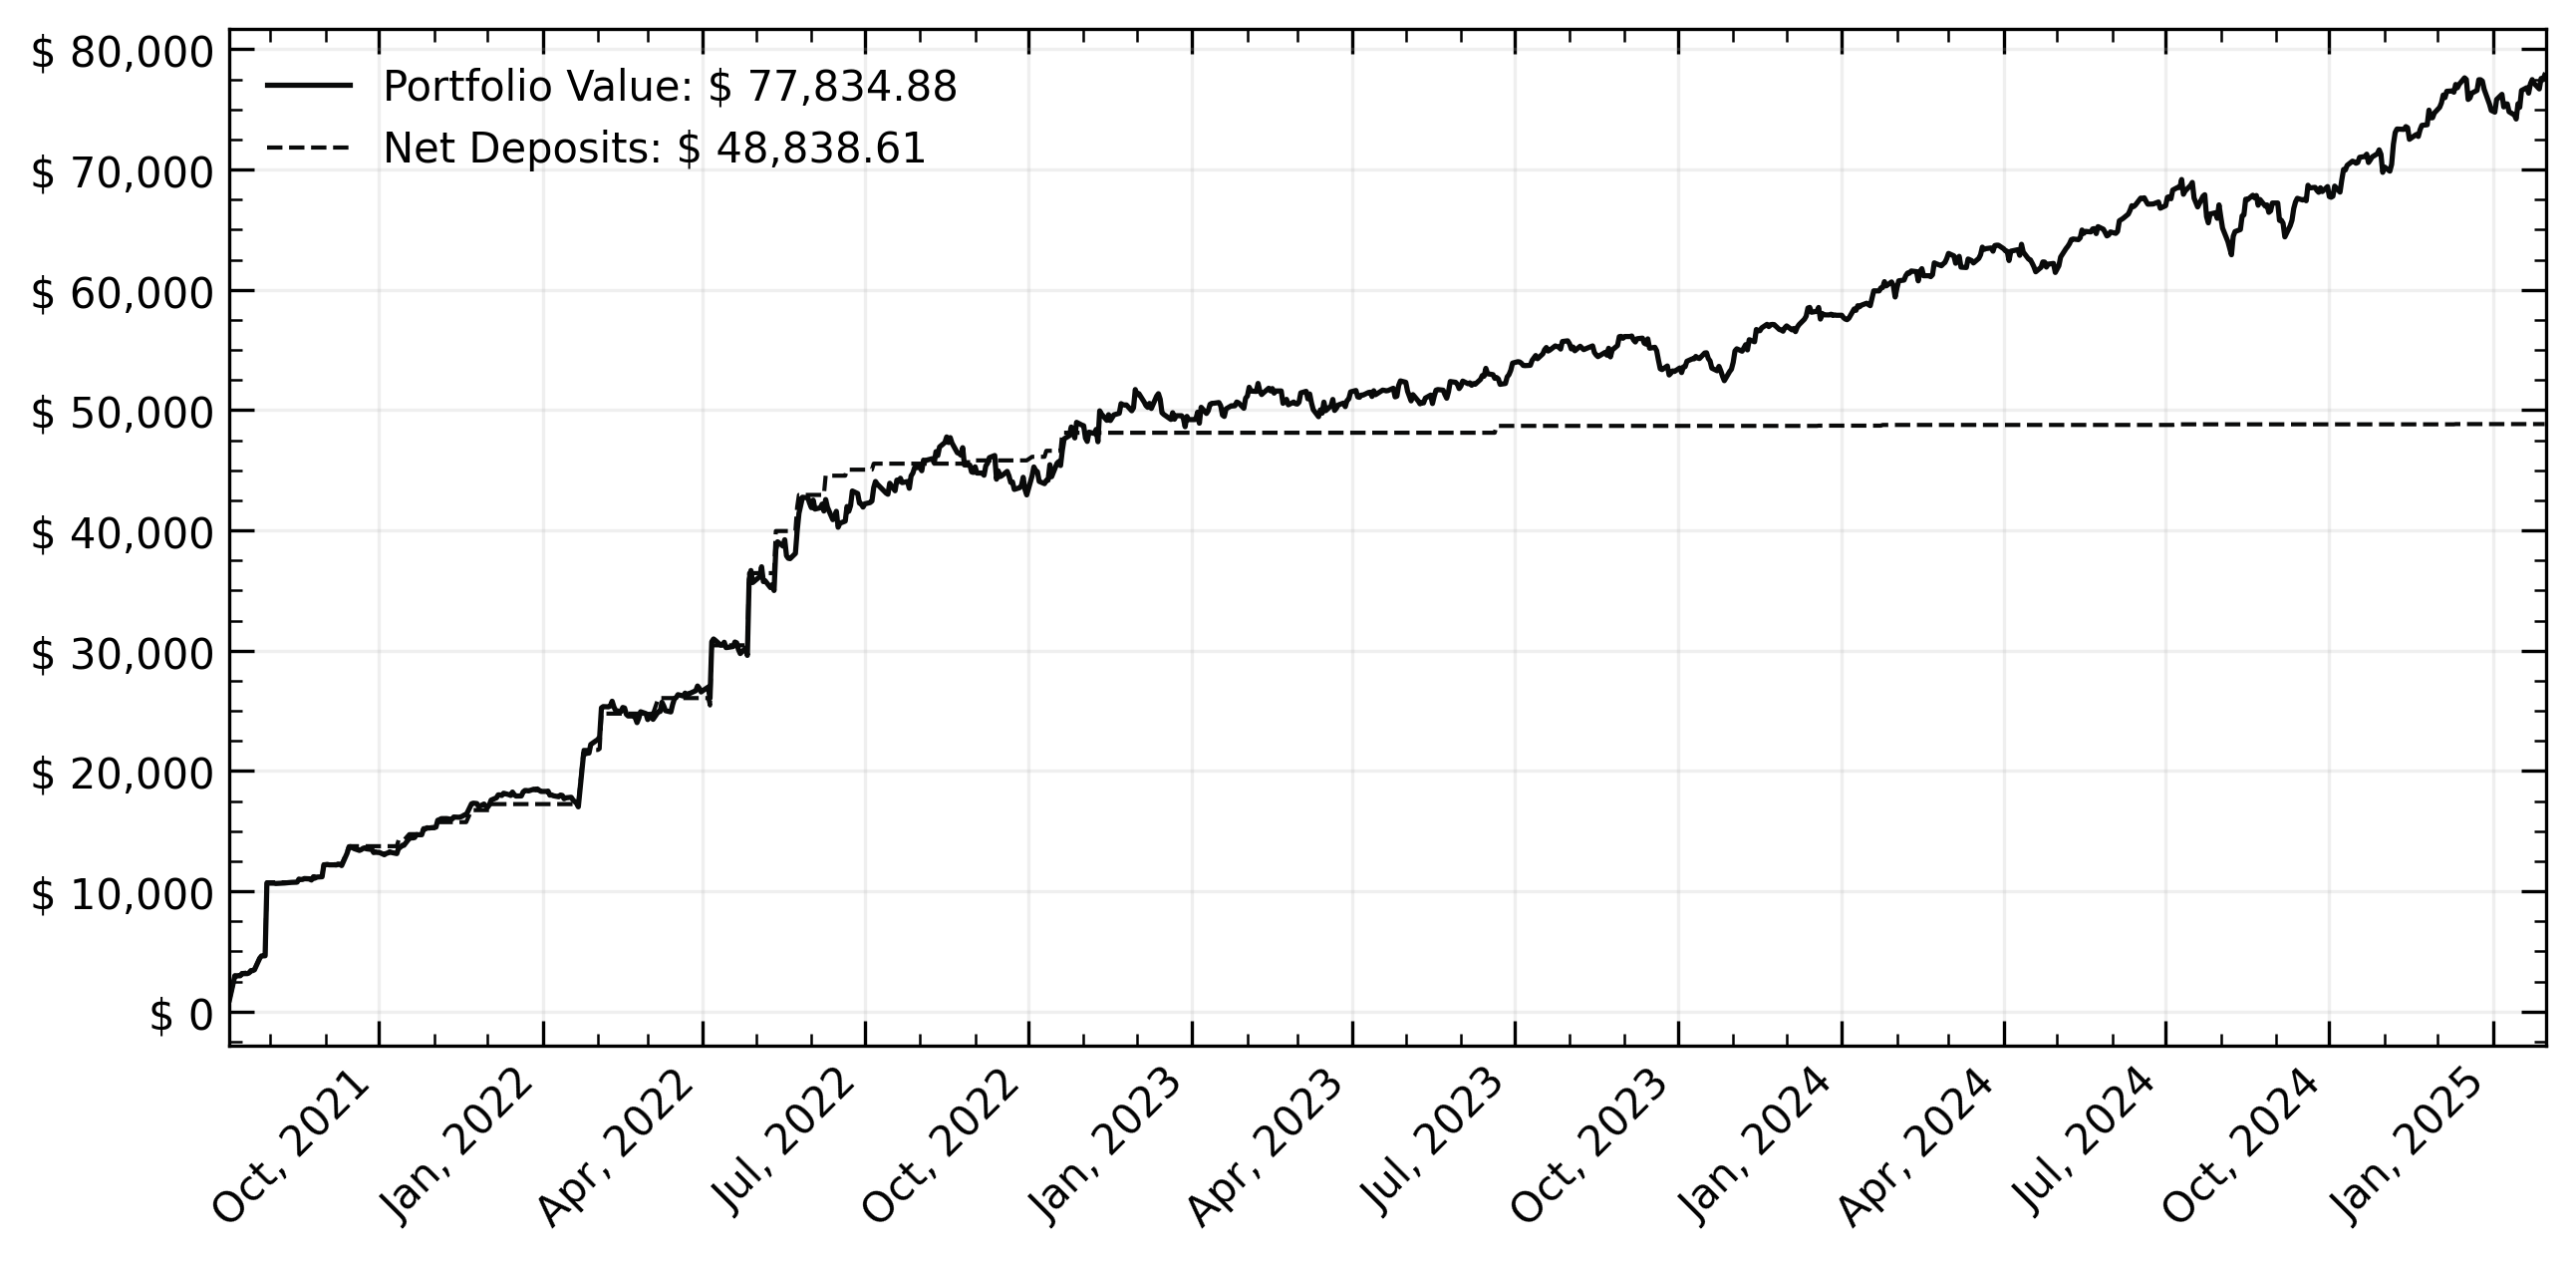 $ 80,000
$ 70,000
$ 60,000
$ 50,000
$ 40,000
$ 30,000
$ 20,000
$ 10,000
$ 0
Portfolio Value: $ 77,834.88
Net Deposits: $ 48,838.61
Oct, 2021
Jan, 2022
Apr, 2022
Jul, 2022
Oct, 2022
Jan, 2023
Apr, 2023
Jul, 2023
Oct, 2023
Jan, 2024
Apr, 2024
Jul, 2024
Oct, 2024
Jan, 2025